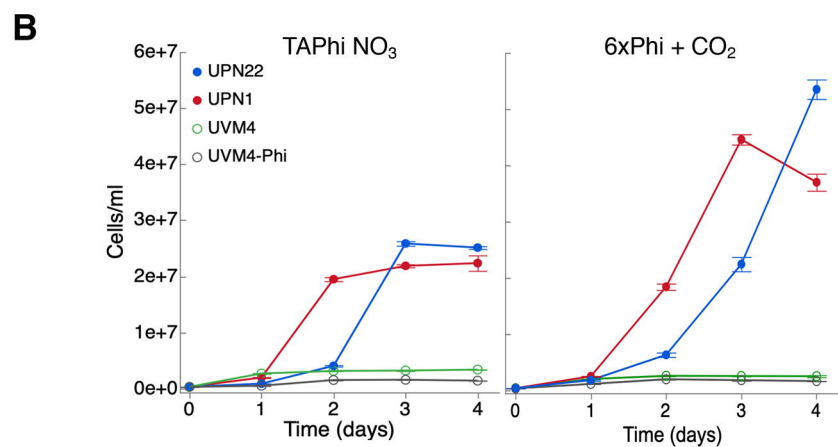 B
TAPhi NO₃
6xPhi + CO₂
UPN22
UPN1
UVM4
UVM4-Phi
Cells/ml
6e+7
5e+7
4e+7
3e+7
2e+7
1e+7
0e+0
0 1 2 3 4
0 1 2 3 4
Time (days)
Time (days)